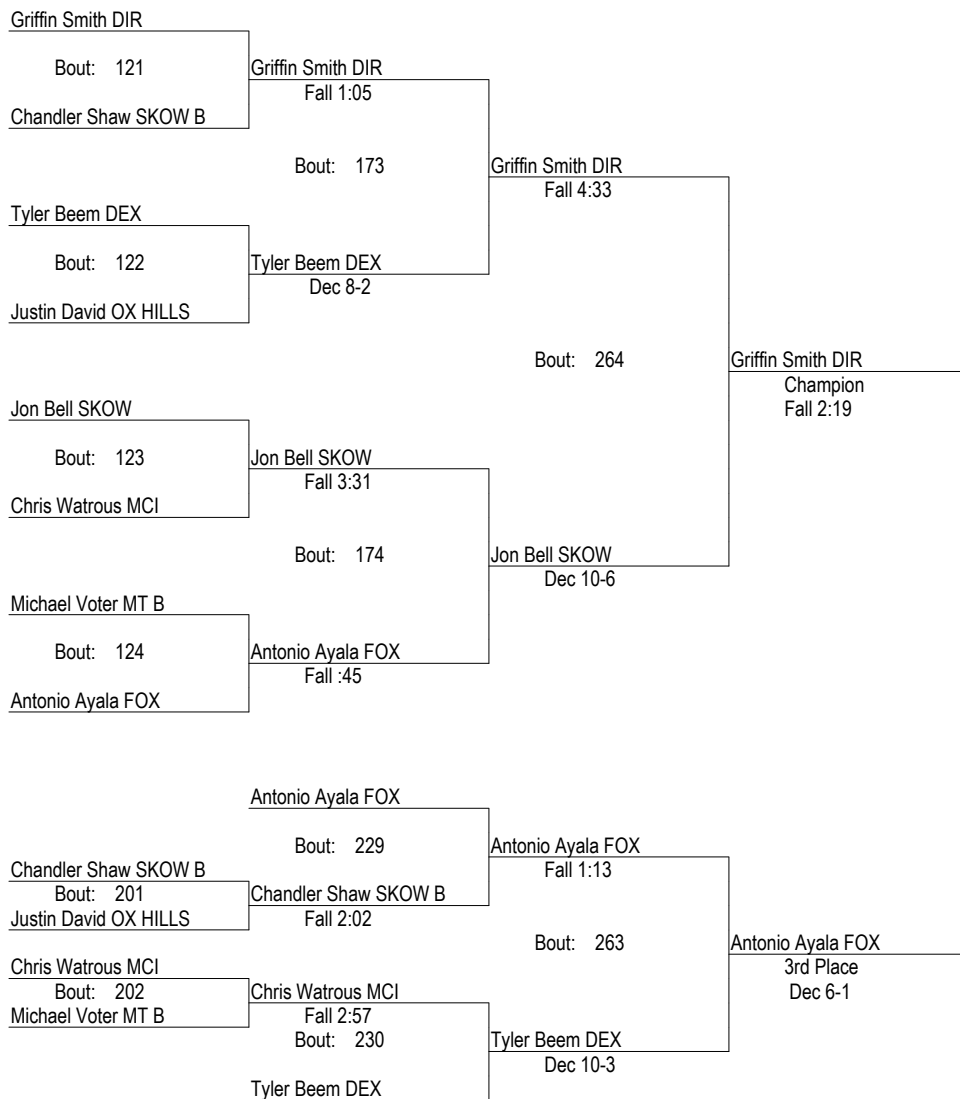 Griffin Smith DIR
Bout: 121
Griffin Smith DIR
Fall 1:05
Chandler Shaw SKOW B
Bout: 173
Griffin Smith DIR
Fall 4:33
Tyler Beem DEX
Bout: 122
Tyler Beem DEX
Dec 8-2
Justin David OX HILLS
Bout: 264
Griffin Smith DIR
Champion
Fall 2:19
Jon Bell SKOW
Bout: 123
Jon Bell SKOW
Fall 3:31
Chris Watrous MCI
Bout: 174
Jon Bell SKOW
Dec 10-6
Michael Voter MT B
Bout: 124
Antonio Ayala FOX
Fall :45
Antonio Ayala FOX
Antonio Ayala FOX
Bout: 229
Antonio Ayala FOX
Fall 1:13
Chandler Shaw SKOW B
Bout: 201
Chandler Shaw SKOW B
Justin David OX HILLS
Fall 2:02
Bout: 263
Antonio Ayala FOX
3rd Place
Dec 6-1
Chris Watrous MCI
Bout: 202
Chris Watrous MCI
Michael Voter MT B
Fall 2:57
Bout: 230
Tyler Beem DEX
Dec 10-3
Tyler Beem DEX